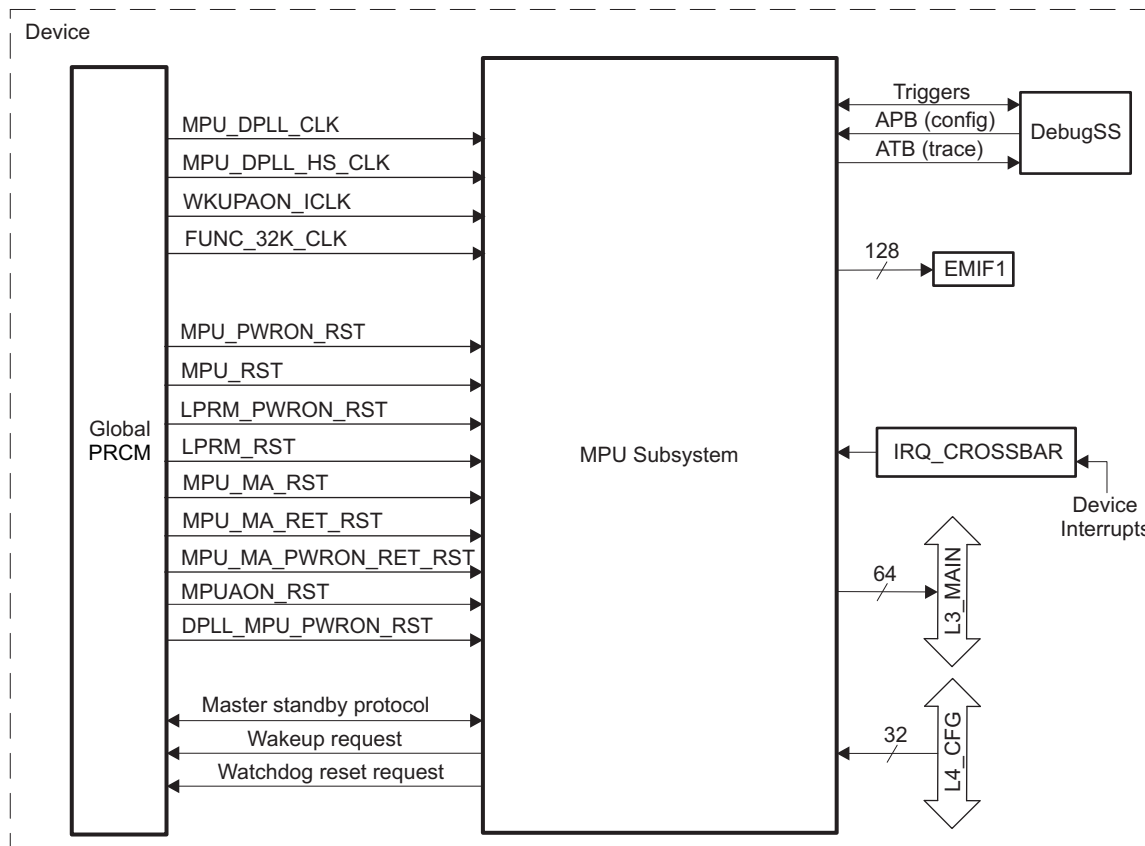 Device
MPU_DPLL_CLK
MPU_DPLL_HS_CLK
WKUPAON_ICLK
FUNC_32K_CLK
MPU_PWRON_RST
MPU_RST
LPRM_PWRON_RST
LPRM_RST
MPU_MA_RST
MPU_MA_RET_RST
MPU_MA_PWRON_RET_RST
MPUAON_RST
DPLL_MPU_PWRON_RST
Master standby protocol
Wakeup request
Watchdog reset request
Global
PRCM
MPU Subsystem
Triggers
APB (config)
ATB (trace)
DebugSS
128
EMIF1
IRQ_CROSSBAR
Device
Interrupts
64
L3_MAIN
32
L4_CFG